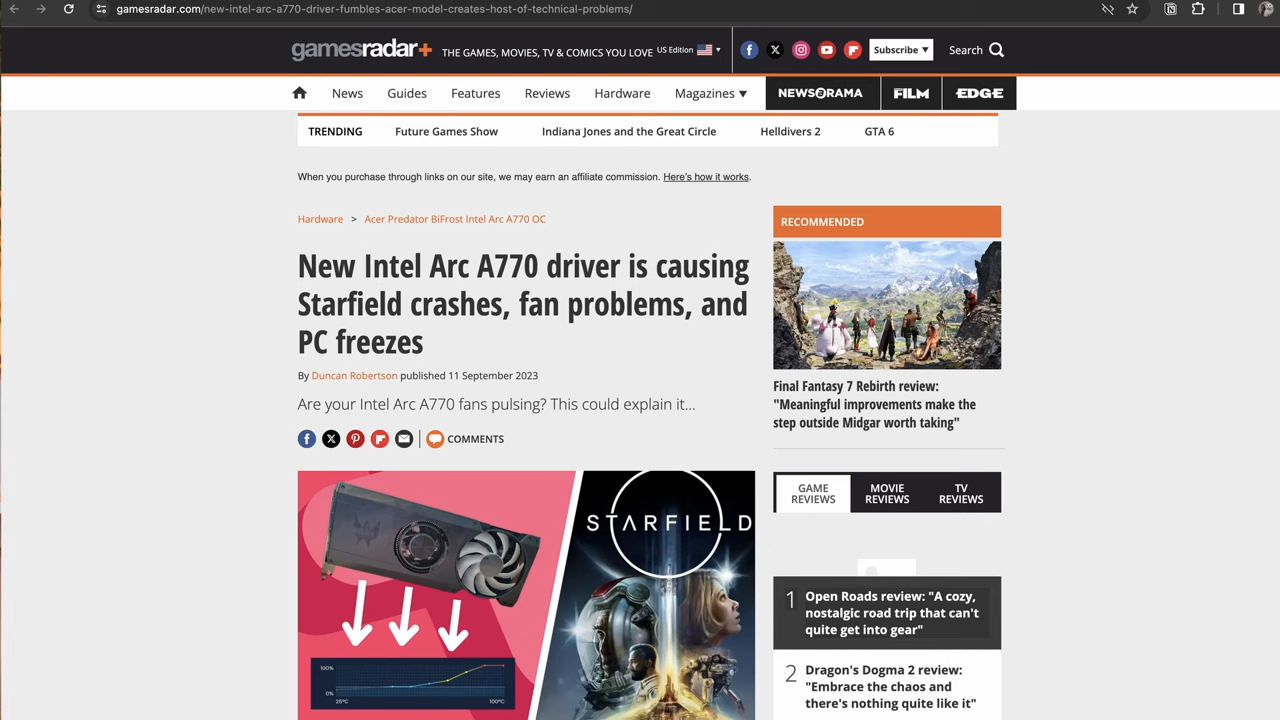 gamesradar.com/new-intel-arc-a770-driver-fumbles-acer-model-creates-host-of-technical-problems/
gamesradar+ THE GAMES, MOVIES, TV & COMICS YOU LOVE US Edition Subscribe Search
News Guides Features Reviews Hardware Magazines NEWSARAMA FILM EDGE
TRENDING Future Games Show Indiana Jones and the Great Circle Helldivers 2 GTA 6
When you purchase through links on our site, we may earn an affiliate commission. Here's how it works.
Hardware > Acer Predator BiFrost Intel Arc A770 OC
New Intel Arc A770 driver is causing
Starfield crashes, fan problems, and
PC freezes
By Duncan Robertson published 11 September 2023
Are your Intel Arc A770 fans pulsing? This could explain it...
COMMENTS
STARFIELD
100%
0%
25°C 100°C
RECOMMENDED
Final Fantasy 7 Rebirth review:
"Meaningful improvements make the
step outside Midgar worth taking"
GAME REVIEWS
MOVIE REVIEWS
TV REVIEWS
1 Open Roads review: "A cozy,
nostalgic road trip that can't
quite get into gear"
2 Dragon's Dogma 2 review:
"Embrace the chaos and
there's nothing quite like it"